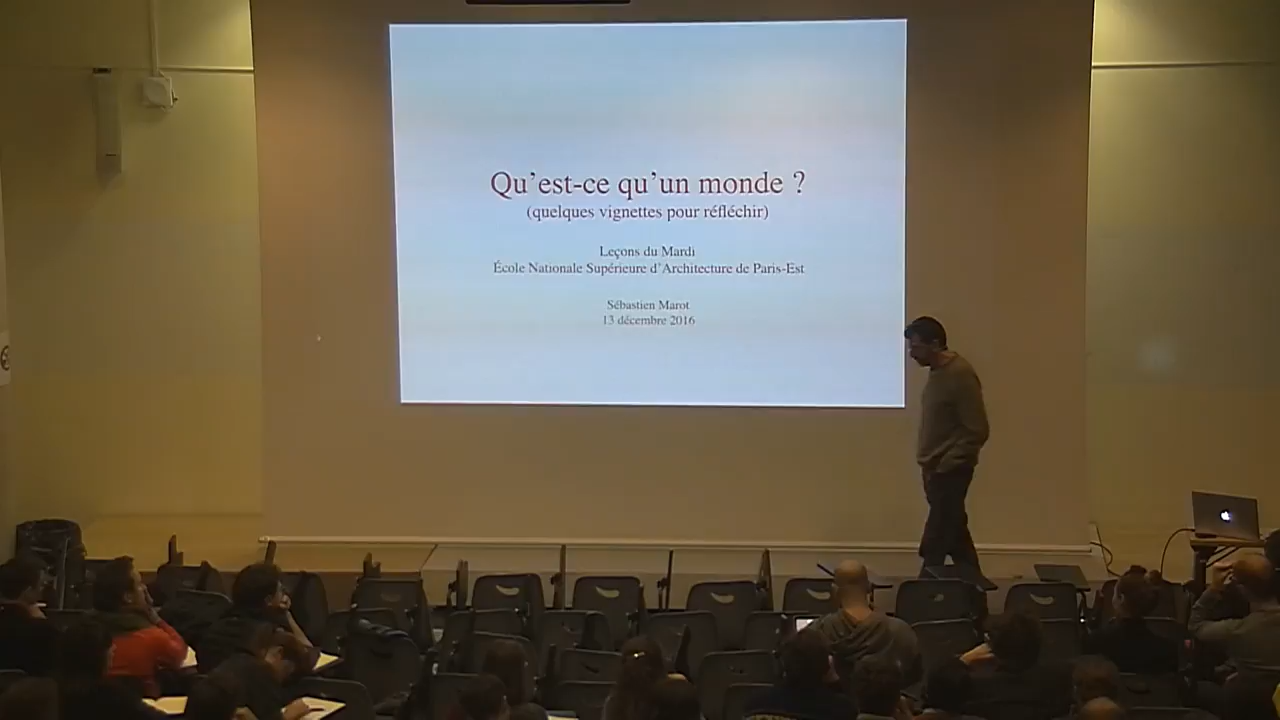 Qu'est-ce qu'un monde ?
(quelques vignettes pour réfléchir)
Leçons du Mardi
École Nationale Supérieure d'Architecture de Paris-Est
Sébastien Marot
13 décembre 2016